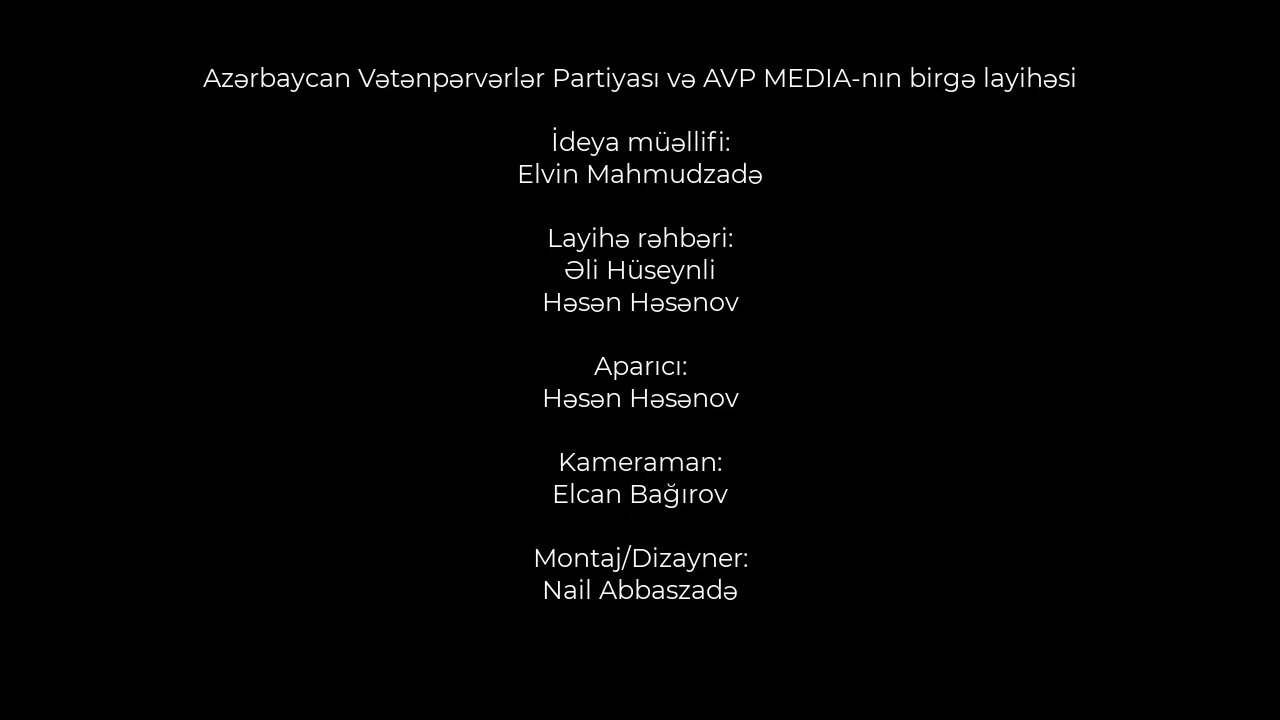 Azərbaycan Vətənpərvərlər Partiyası və AVP MEDIA-nın birgə layihəsi
İdeya müəllifi:
Elvin Mahmudzadə
Layihə rəhbəri:
Əli Hüseynli
Həsən Həsənov
Aparıcı:
Həsən Həsənov
Kameraman:
Elcan Bağırov
Montaj/Dizayner:
Nail Abbaszadə